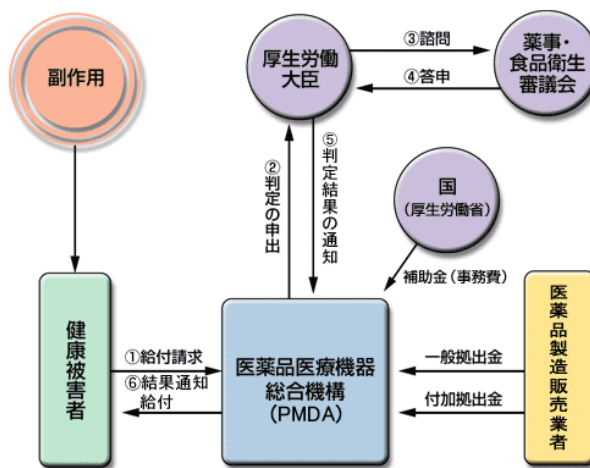 副作用
厚生労働
大臣
③諮問
④答申
薬事・
食品衛生
審議会
②判定の申出
⑤判定結果の通知
国
(厚生労働省)
補助金(事務費)
健康被害者
①給付請求
⑥結果通知
給付
医薬品医療機器
総合機構
(PMDA)
一般拠出金
付加拠出金
医薬品製造販売業者